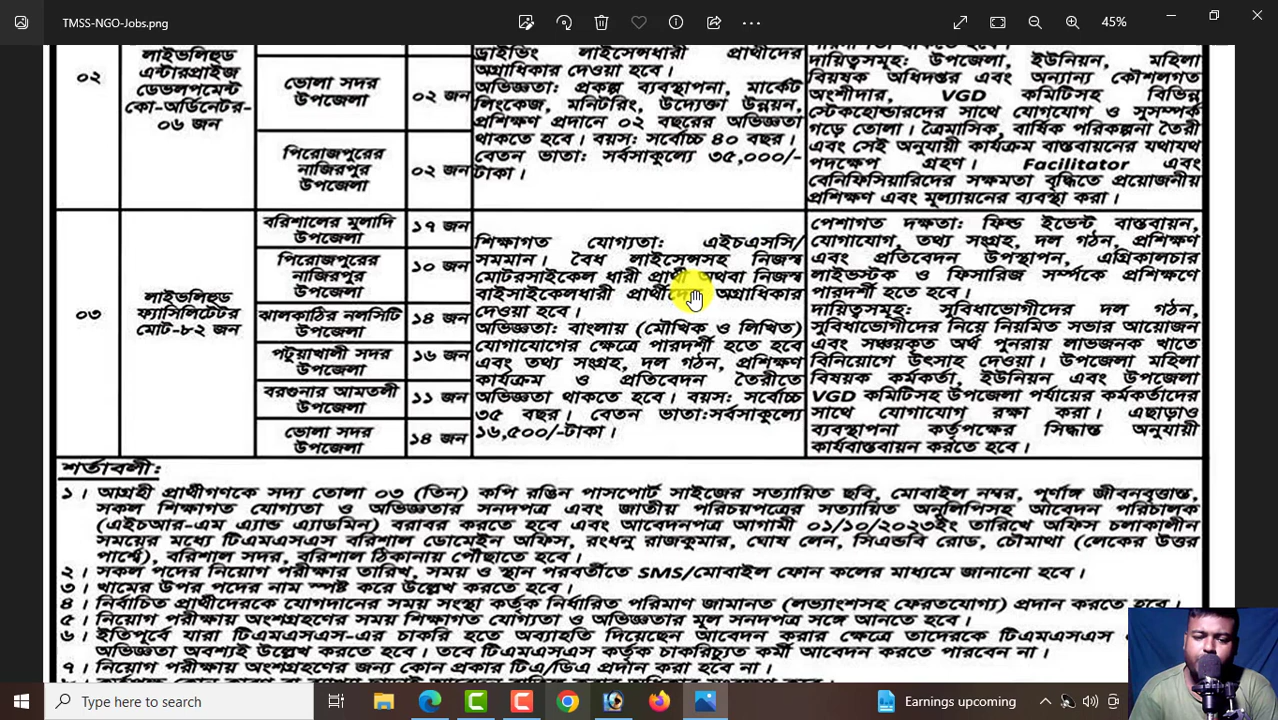 TMSS-NGO-Jobs.png
45%
০২
লাইভলিহুড
এন্টারপ্রাইজ
ডেভলপমেন্ট
কো-অর্ডিনেটর-
০৬ জন
ভোলা সদর
উপজেলা
০২ জন
পিরোজপুরের
নাজিরপুর
উপজেলা
০২ জন
ড্রাইভিং লাইসেন্সধারী প্রার্থীদের
অগ্রাধিকার দেওয়া হবে।
অভিজ্ঞতা: প্রকল্প ব্যবস্থাপনা, মার্কেট
লিংকেজ, মনিটরিং, উদ্যেক্তা উন্নয়ন,
প্রশিক্ষণ প্রদানে ০২ বছরের অভিজ্ঞতা
থাকতে হবে। বয়স: সর্বোচ্চ ৪০ বছর।
বেতন ভাতা: সর্বসাকুল্যে ৩৫,০০০/-
টাকা।
দায়িত্বসমূহ: উপজেলা, ইউনিয়ন, মহিলা
বিষয়ক অধিদপ্তর এবং অন্যান্য কৌশলগত
অংশীদার, VGD কমিটিসহ বিভিন্ন
স্টেকহোল্ডারদের সাথে যোগযোগ ও সুসমপর্ক
গড়ে তোলা। ত্রৈমাসিক, বার্ষিক পরিকল্পনা তৈরী
এবং সেই অনুযায়ী কার্যক্রম বাস্তবায়নের যথাযথ
পদক্ষেপ গ্রহণ। Facilitator এবং
বেনিফিসিয়ারিদের সক্ষমতা বৃদ্ধিতে প্রয়োজনীয়
প্রশিক্ষণ এবং মূল্যায়নের ব্যবস্থা করা।
০৩
লাইভলিহুড
ফ্যাসিলিটেটর
মোট-৮২ জন
বরিশালের মুলাদি
উপজেলা
১৭ জন
পিরোজপুরের
নাজিরপুর
উপজেলা
১০ জন
ঝালকাঠির নলসিটি
উপজেলা
১৪ জন
পটুয়াখালী সদর
উপজেলা
১৬ জন
বরগুনার আমতলী
উপজেলা
১১ জন
ভোলা সদর
উপজেলা
১৪ জন
শিক্ষাগত যোগ্যতা: এইচএসসি/
সমমান। বৈধ লাইসেন্সসহ নিজস্ব
মোটরসাইকেল ধারী প্রার্থী অথবা নিজস্ব
বাইসাইকেলধারী প্রার্থীদের অগ্রাধিকার
দেওয়া হবে।
অভিজ্ঞতা: বাংলায় (মৌখিক ও লিখিত)
যোগাযোগের ক্ষেত্রে পারদর্শী হতে হবে
এবং তথ্য সংগ্রহ, দল গঠন, প্রশিক্ষণ
কার্যক্রম ও প্রতিবেদন তৈরীতে
অভিজ্ঞতা থাকতে হবে। বয়স: সর্বোচ্চ
৩৫ বছর। বেতন ভাতা:সর্বসাকুল্যে
১৬,৫০০/-টাকা।
পেশাগত দক্ষতা: ফিল্ড ইভেন্ট বাস্তবায়ন,
যোগাযোগ, তথ্য সংগ্রহ, দল গঠন, প্রশিক্ষণ
এবং প্রতিবেদন উপস্থাপন, এগ্রিকালচার
লাইভস্টক ও ফিসারিজ সর্ম্পকে প্রশিক্ষণে
পারদর্শী হতে হবে।
দায়িত্বসমূহ: সুবিধাভোগীদের দল গঠন,
সুবিধাভোগীদের নিয়ে নিয়মিত সভার আয়োজন
এবং সঞ্চয়কৃত অর্থ পুনরায় লাভজনক খাতে
বিনিয়োগে উৎসাহ দেওয়া। উপজেলা মহিলা
বিষয়ক কর্মকর্তা, ইউনিয়ন এবং উপজেলা
VGD কমিটিসহ উপজেলা পর্যায়ের কর্মকর্তাদের
সাথে যোগাযোগ রক্ষা করা। এছাড়াও
ব্যবস্থাপনা কর্তৃপক্ষের সিদ্ধান্ত অনুযায়ী
কার্যবাস্তবায়ন করতে হবে।
শর্তাবলী:
১। আগ্রহী প্রার্থীগণকে সদ্য তোলা ০৩ (তিন) কপি রঙিন পাসপোর্ট সাইজের সত্যায়িত ছবি, মোবাইল নম্বর, পূর্ণাঙ্গ জীবনবৃত্তান্ত,
সকল শিক্ষাগত যোগ্যতা ও অভিজ্ঞতার সনদপত্র এবং জাতীয় পরিচয়পত্রের সত্যায়িত অনুলিপিসহ আবেদন পরিচালক
(এইচআর-এম এ্যান্ড এ্যাডমিন) বরাবর করতে হবে এবং আবেদনপত্র আগামী ০১/১০/২০২৩ইং তারিখে অফিস চলাকালীন
সময়ের মধ্যে টিএমএসএস বরিশাল ডোমেইন অফিস, রংধনু রাজকুমার, ঘোষ লেন, সিএন্ডবি রোড, চৌমাথা (লেকের উত্তর
পার্শ্বে), বরিশাল সদর, বরিশাল ঠিকানায় পৌছাতে হবে।
২। সকল পদের নিয়োগ পরীক্ষার তারিখ, সময় ও স্থান পরবর্তীতে SMS/মোবাইল ফোন কলের মাধ্যমে জানানো হবে।
৩। খামের উপর পদের নাম স্পষ্ট করে উল্লেখ করতে হবে।
৪। নির্বাচিত প্রার্থীদেরকে যোগদানের সময় সংস্থা কর্তৃক নির্ধারিত পরিমাণ জামানত (লভ্যাংশসহ ফেরতযোগ্য) প্রদান করতে হবে।
৫। নিয়োগ পরীক্ষায় অংশগ্রহণের সময় শিক্ষাগত যোগ্যতা ও অভিজ্ঞতার মূল সনদপত্র সঙ্গে আনতে হবে।
৬। ইতিপূর্বে যারা টিএমএসএস-এর চাকরি হতে অব্যাহতি দিয়েছেন আবেদন করার ক্ষেত্রে তাদেরকে টিএমএসএস
অভিজ্ঞতা অবশ্যই উল্লেখ করতে হবে। তবে টিএমএসএস কর্তৃক চাকরিচ্যুত কর্মী আবেদন করতে পারবেন না।
৭। নিয়োগ পরীক্ষায় অংশগ্রহণের জন্য কোন প্রকার টিএ/ডিএ প্রদান করা হবে না।
Type here to search
Earnings upcoming